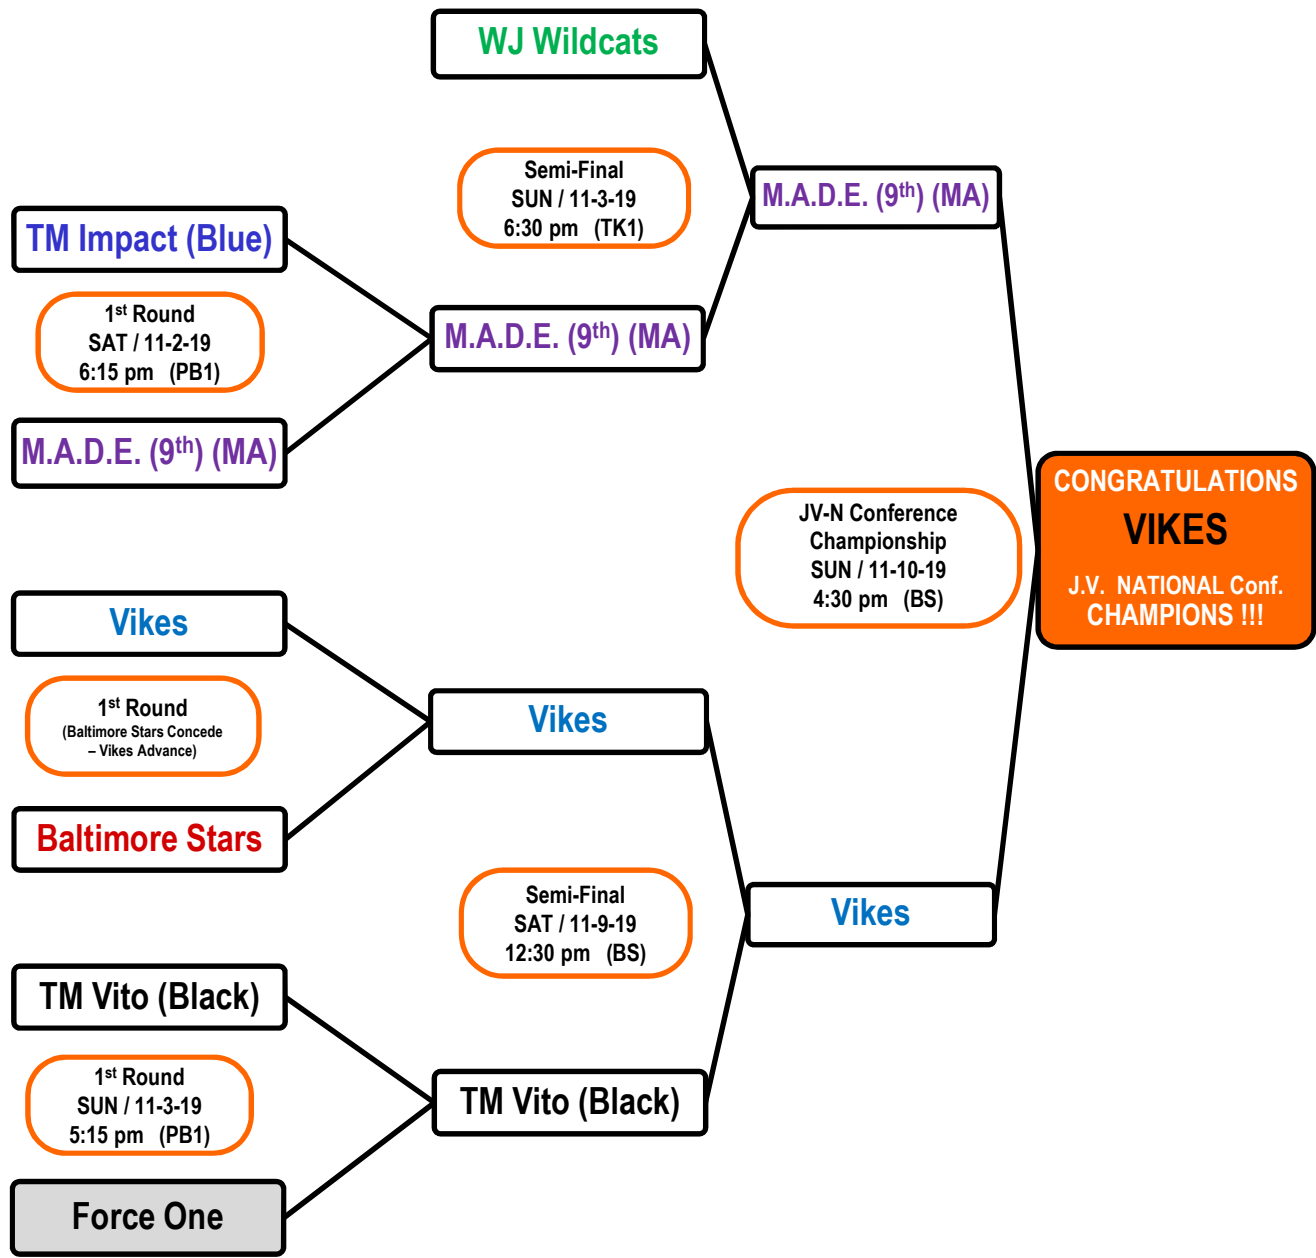 WJ Wildcats
Semi-Final
SUN / 11-3-19
6:30 pm (TK1)
M.A.D.E. (9th) (MA)
TM Impact (Blue)
1st Round
SAT / 11-2-19
6:15 pm (PB1)
M.A.D.E. (9th) (MA)
M.A.D.E. (9th) (MA)
CONGRATULATIONS
VIKES
J.V. NATIONAL Conf.
CHAMPIONS !!!
JV-N Conference
Championship
SUN / 11-10-19
4:30 pm (BS)
Vikes
1st Round
(Baltimore Stars Concede
– Vikes Advance)
Vikes
Baltimore Stars
Semi-Final
SAT / 11-9-19
12:30 pm (BS)
Vikes
TM Vito (Black)
1st Round
SUN / 11-3-19
5:15 pm (PB1)
TM Vito (Black)
Force One